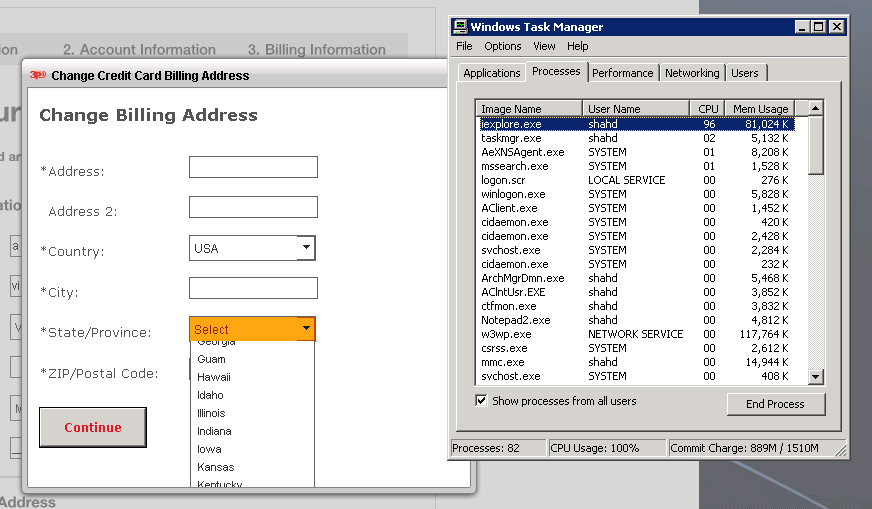 ion 2. Account Information 3. Billing Information
Change Credit Card Billing Address
Change Billing Address
*Address:
Address 2:
*Country: USA
*City:
*State/Province: Select
Georgia
Guam
Hawaii
Idaho
Illinois
Indiana
Iowa
Kansas
Kentucky
*ZIP/Postal Code:
Continue
Address
Windows Task Manager
File Options View Help
Applications Processes Performance Networking Users
Image Name User Name CPU Mem Usage
iexplore.exe shahd 96 81,024 K
taskmgr.exe shahd 02 5,132 K
AeXNSAgent.exe SYSTEM 01 8,208 K
mssearch.exe SYSTEM 01 1,528 K
logon.scr LOCAL SERVICE 00 276 K
winlogon.exe SYSTEM 00 5,828 K
AClient.exe SYSTEM 00 1,452 K
cidaemon.exe SYSTEM 00 420 K
cidaemon.exe SYSTEM 00 2,428 K
svchost.exe SYSTEM 00 2,284 K
cidaemon.exe SYSTEM 00 232 K
ArchMgrDmn.exe shahd 00 5,468 K
AClntUsr.EXE shahd 00 3,852 K
ctfmon.exe shahd 00 3,832 K
Notepad2.exe shahd 00 4,812 K
w3wp.exe NETWORK SERVICE 00 117,764 K
csrss.exe SYSTEM 00 2,612 K
mmc.exe shahd 00 14,944 K
svchost.exe SYSTEM 00 408 K
Show processes from all users
End Process
Processes: 82 CPU Usage: 100% Commit Charge: 889M / 1510M